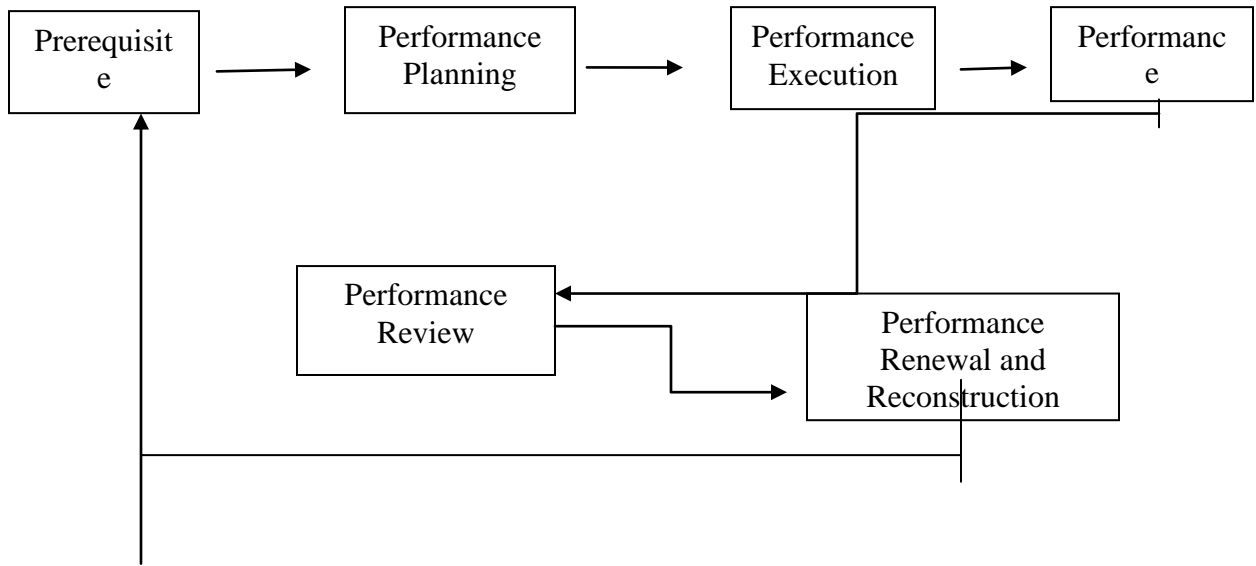 Prerequisit
e
Performance
Planning
Performance
Execution
Performanc
e
Performance
Review
Performance
Renewal and
Reconstruction